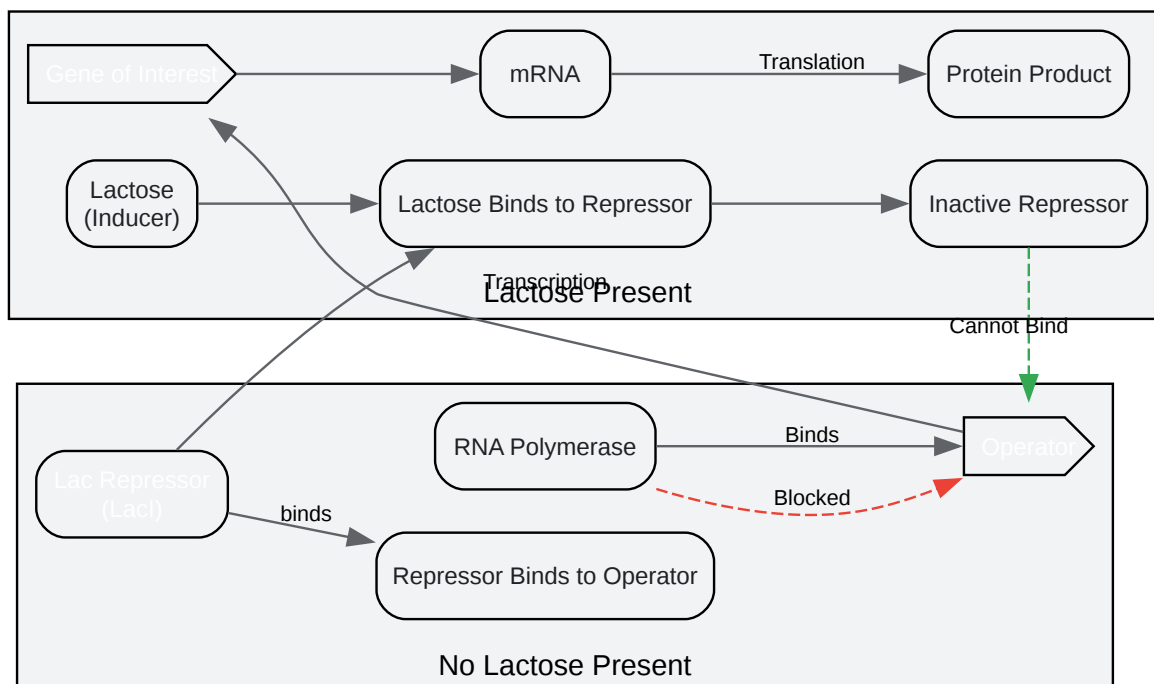 Gene of Interest
mRNA
Translation
Protein Product
Lactose
(Inducer)
Lactose Binds to Repressor
Inactive Repressor
Transcription
Lactose Present
Cannot Bind
RNA Polymerase
Binds
Operator
Lac Repressor
(LacI)
Blocked
binds
Repressor Binds to Operator
No Lactose Present